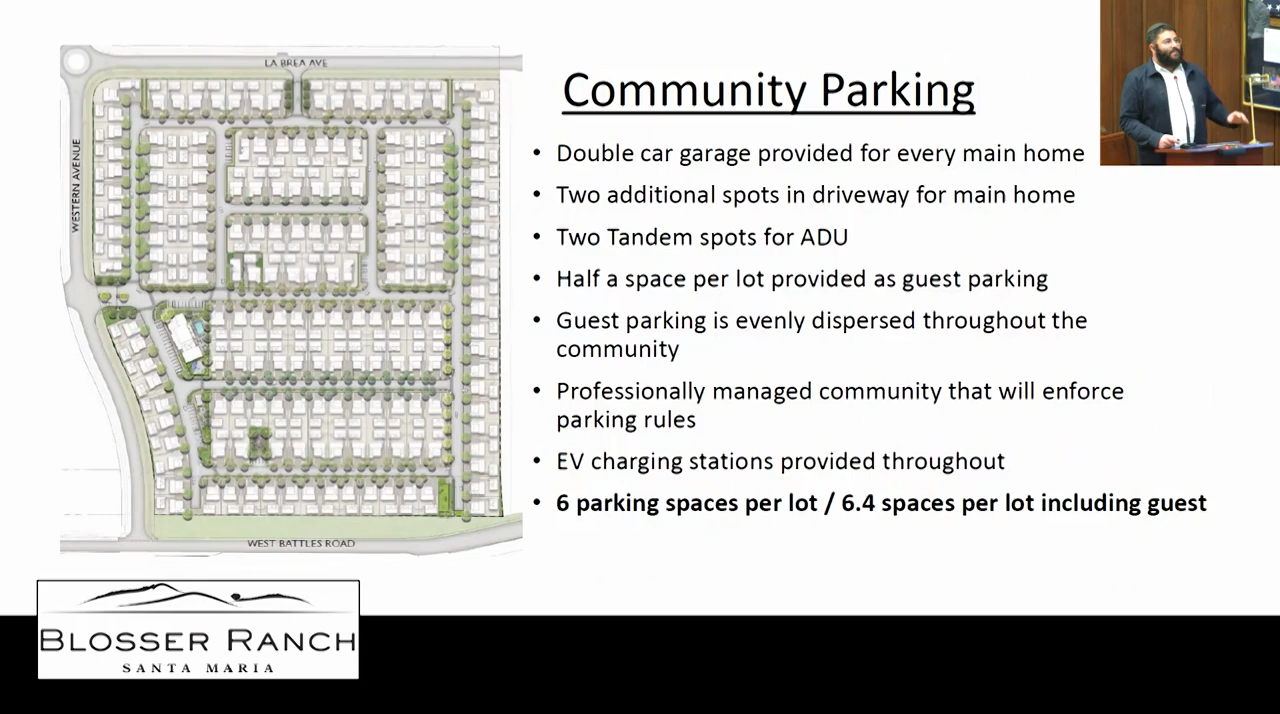 LA BREA AVE
WESTERN AVENUE
WEST BATTLES ROAD
Community Parking
• Double car garage provided for every main home
• Two additional spots in driveway for main home
• Two Tandem spots for ADU
• Half a space per lot provided as guest parking
• Guest parking is evenly dispersed throughout the
community
• Professionally managed community that will enforce
parking rules
• EV charging stations provided throughout
• 6 parking spaces per lot / 6.4 spaces per lot including guest
BLOSSER RANCH
SANTA MARIA